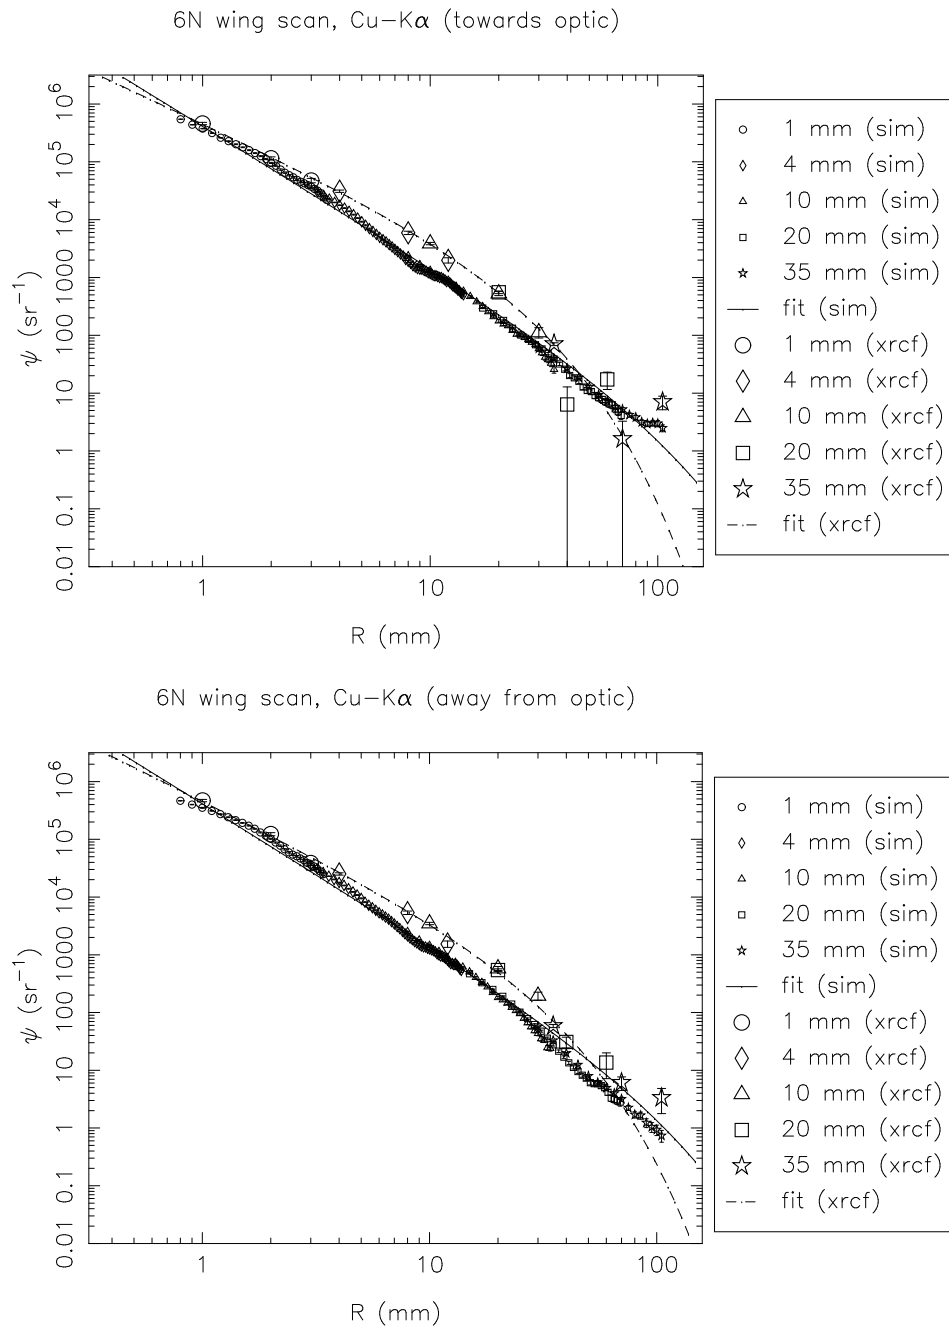 6N wing scan, Cu−Kα (towards optic)
ψ (sr⁻¹)
10⁶
10⁵
10⁴
1000
100
10
1
0.1
0.01
1 10 100
R (mm)
1 mm (sim)
4 mm (sim)
10 mm (sim)
20 mm (sim)
35 mm (sim)
fit (sim)
1 mm (xrcf)
4 mm (xrcf)
10 mm (xrcf)
20 mm (xrcf)
35 mm (xrcf)
fit (xrcf)
6N wing scan, Cu−Kα (away from optic)
ψ (sr⁻¹)
10⁶
10⁵
10⁴
1000
100
10
1
0.1
0.01
1 10 100
R (mm)
1 mm (sim)
4 mm (sim)
10 mm (sim)
20 mm (sim)
35 mm (sim)
fit (sim)
1 mm (xrcf)
4 mm (xrcf)
10 mm (xrcf)
20 mm (xrcf)
35 mm (xrcf)
fit (xrcf)